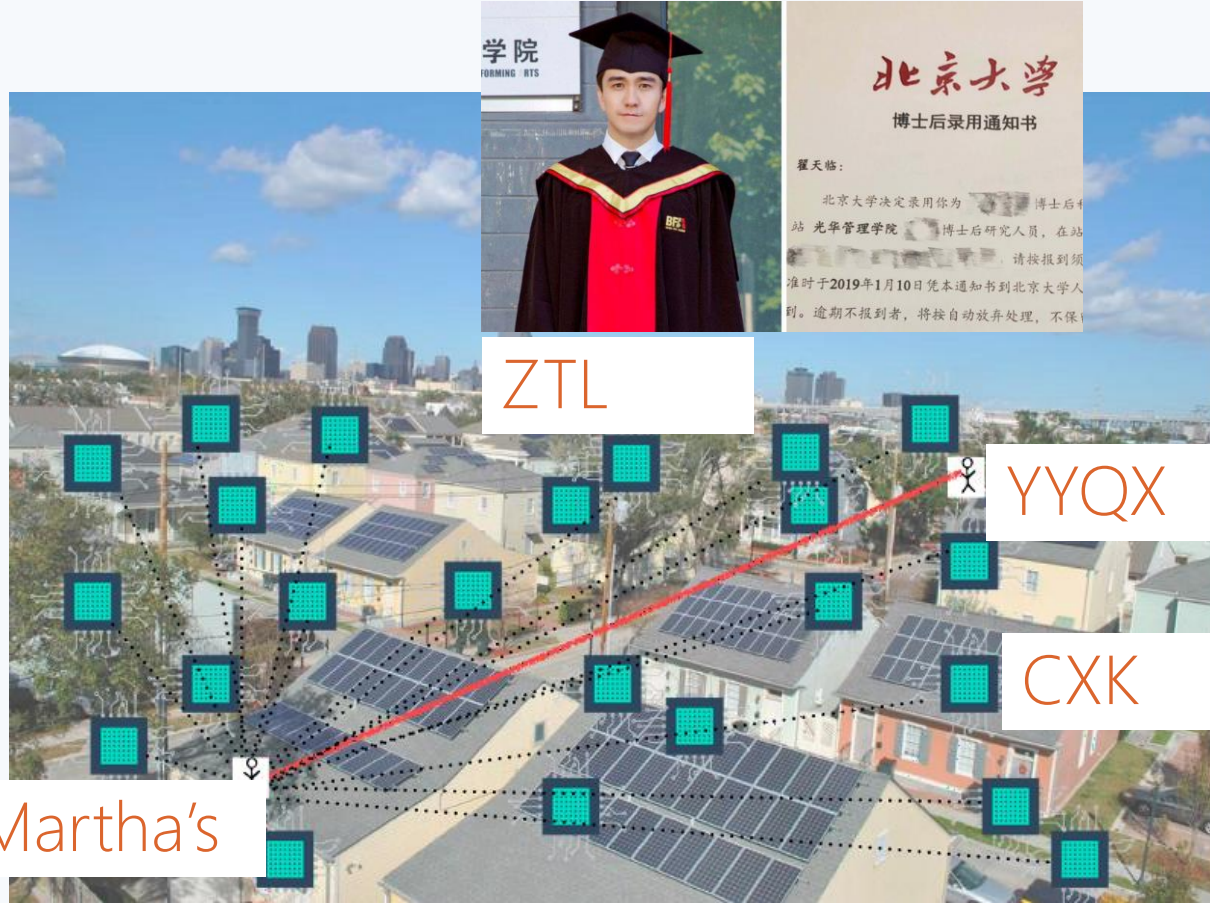 学院
FORMING ARTS
BFA
北京大学
博士后录用通知书
翟天临：
北京大学决定录用你为 博士后科
站 光华管理学院 博士后研究人员，在站
请按报到须
准时于2019年1月10日凭本通知书到北京大学人
到。逾期不报到者，将按自动放弃处理，不保
ZTL
YYQX
CXK
Martha's